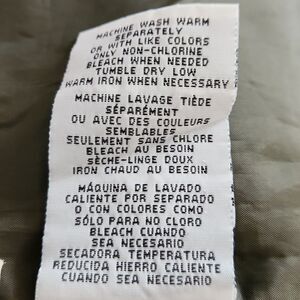 MACHINE WASH WARM
SEPARATELY
OR WITH LIKE COLORS
ONLY NON-CHLORINE
BLEACH WHEN NEEDED
TUMBLE DRY LOW
WARM IRON WHEN NECESSARY
MACHINE LAVAGE TIÈDE
SÉPARÉMENT
OU AVEC DES COULEURS
SEMBLABLES
SEULEMENT SANS CHLORE
BLEACH AU BESOIN
SÈCHE-LINGE DOUX
IRON CHAUD AU BESOIN
MÁQUINA DE LAVADO
CALIENTE POR SEPARADO
O CON COLORES COMO
SÓLO PARA NO CLORO
BLEACH CUANDO
SEA NECESARIO
SECADORA TEMPERATURA
REDUCIDA HIERRO CALIENTE
CUANDO SEA NECESARIO